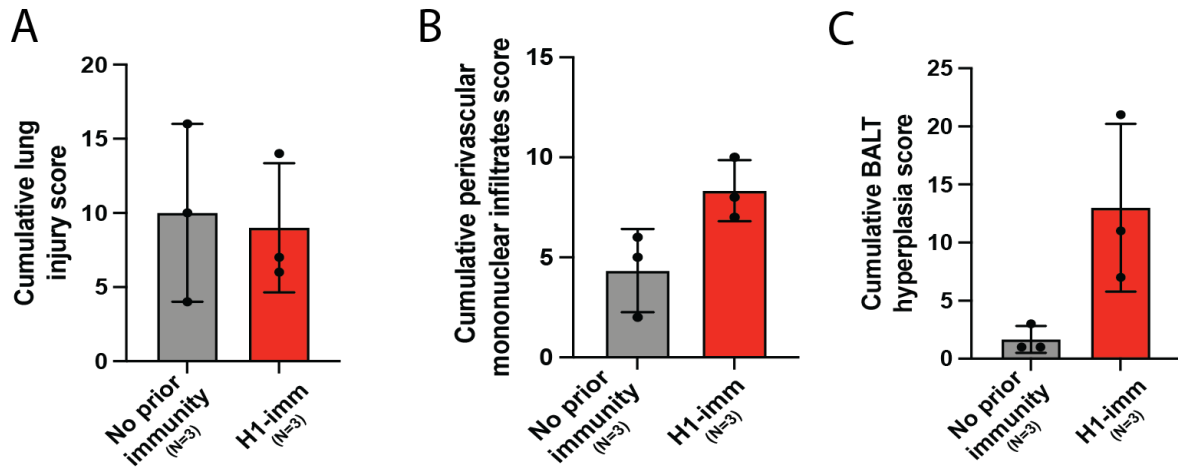 A
Cumulative lung
injury score
20
15
10
5
0
No prior
immunity
(N=3)
H1-imm
(N=3)
B
Cumulative perivascular
mononuclear infiltrates score
15
10
5
0
No prior
immunity
(N=3)
H1-imm
(N=3)
C
Cumulative BALT
hyperplasia score
25
20
15
10
5
0
No prior
immunity
(N=3)
H1-imm
(N=3)